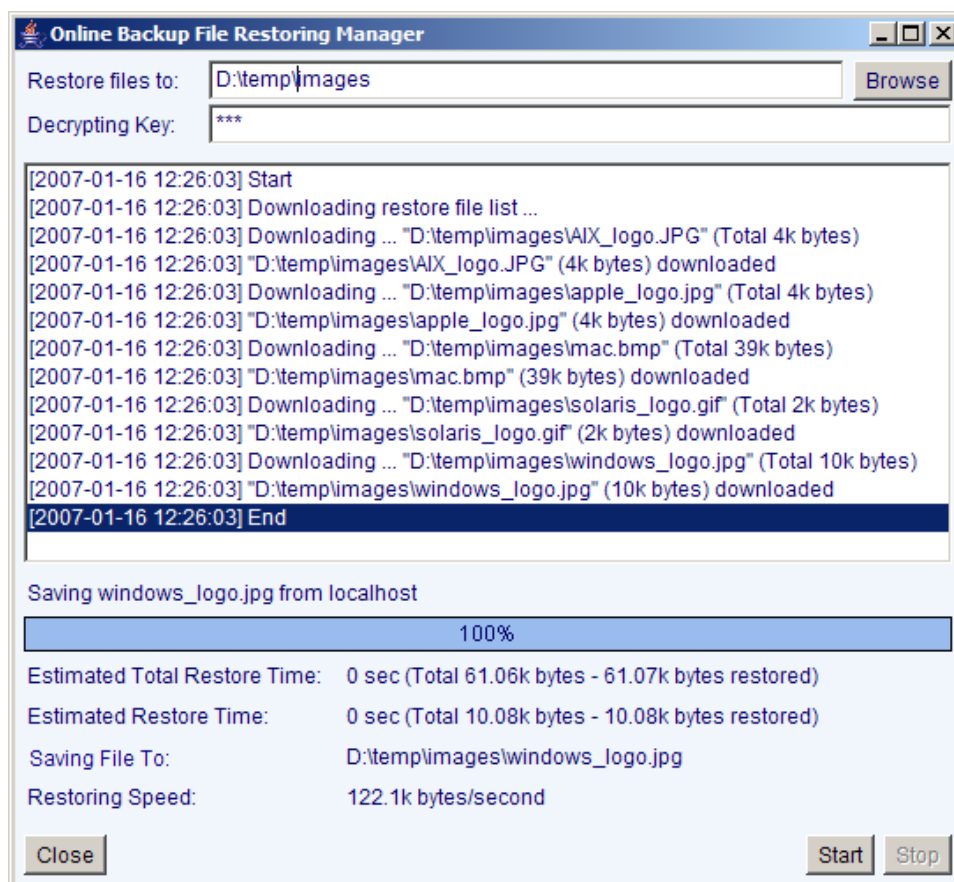 Online Backup File Restoring Manager
Restore files to: D:\temp\images Browse
Decrypting Key: ***
[2007-01-16 12:26:03] Start
[2007-01-16 12:26:03] Downloading restore file list ...
[2007-01-16 12:26:03] Downloading ... "D:\temp\images\AIX_logo.JPG" (Total 4k bytes)
[2007-01-16 12:26:03] "D:\temp\images\AIX_logo.JPG" (4k bytes) downloaded
[2007-01-16 12:26:03] Downloading ... "D:\temp\images\apple_logo.jpg" (Total 4k bytes)
[2007-01-16 12:26:03] "D:\temp\images\apple_logo.jpg" (4k bytes) downloaded
[2007-01-16 12:26:03] Downloading ... "D:\temp\images\mac.bmp" (Total 39k bytes)
[2007-01-16 12:26:03] "D:\temp\images\mac.bmp" (39k bytes) downloaded
[2007-01-16 12:26:03] Downloading ... "D:\temp\images\solaris_logo.gif" (Total 2k bytes)
[2007-01-16 12:26:03] "D:\temp\images\solaris_logo.gif" (2k bytes) downloaded
[2007-01-16 12:26:03] Downloading ... "D:\temp\images\windows_logo.jpg" (Total 10k bytes)
[2007-01-16 12:26:03] "D:\temp\images\windows_logo.jpg" (10k bytes) downloaded
[2007-01-16 12:26:03] End
Saving windows_logo.jpg from localhost
100%
Estimated Total Restore Time: 0 sec (Total 61.06k bytes - 61.07k bytes restored)
Estimated Restore Time: 0 sec (Total 10.08k bytes - 10.08k bytes restored)
Saving File To: D:\temp\images\windows_logo.jpg
Restoring Speed: 122.1k bytes/second
Close Start Stop